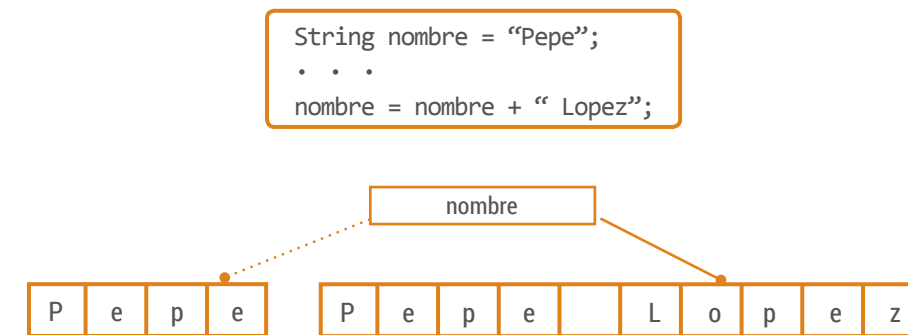 String nombre = “Pepe”;
. . .
nombre = nombre + “ Lopez”;
nombre
P e p e P e p e L o p e z